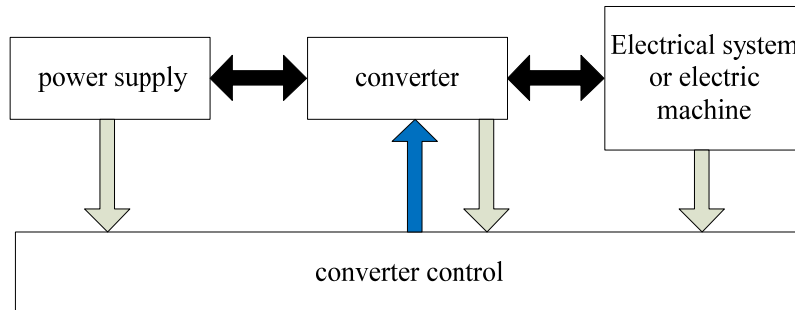 power supply
converter
Electrical system
or electric
machine
converter control